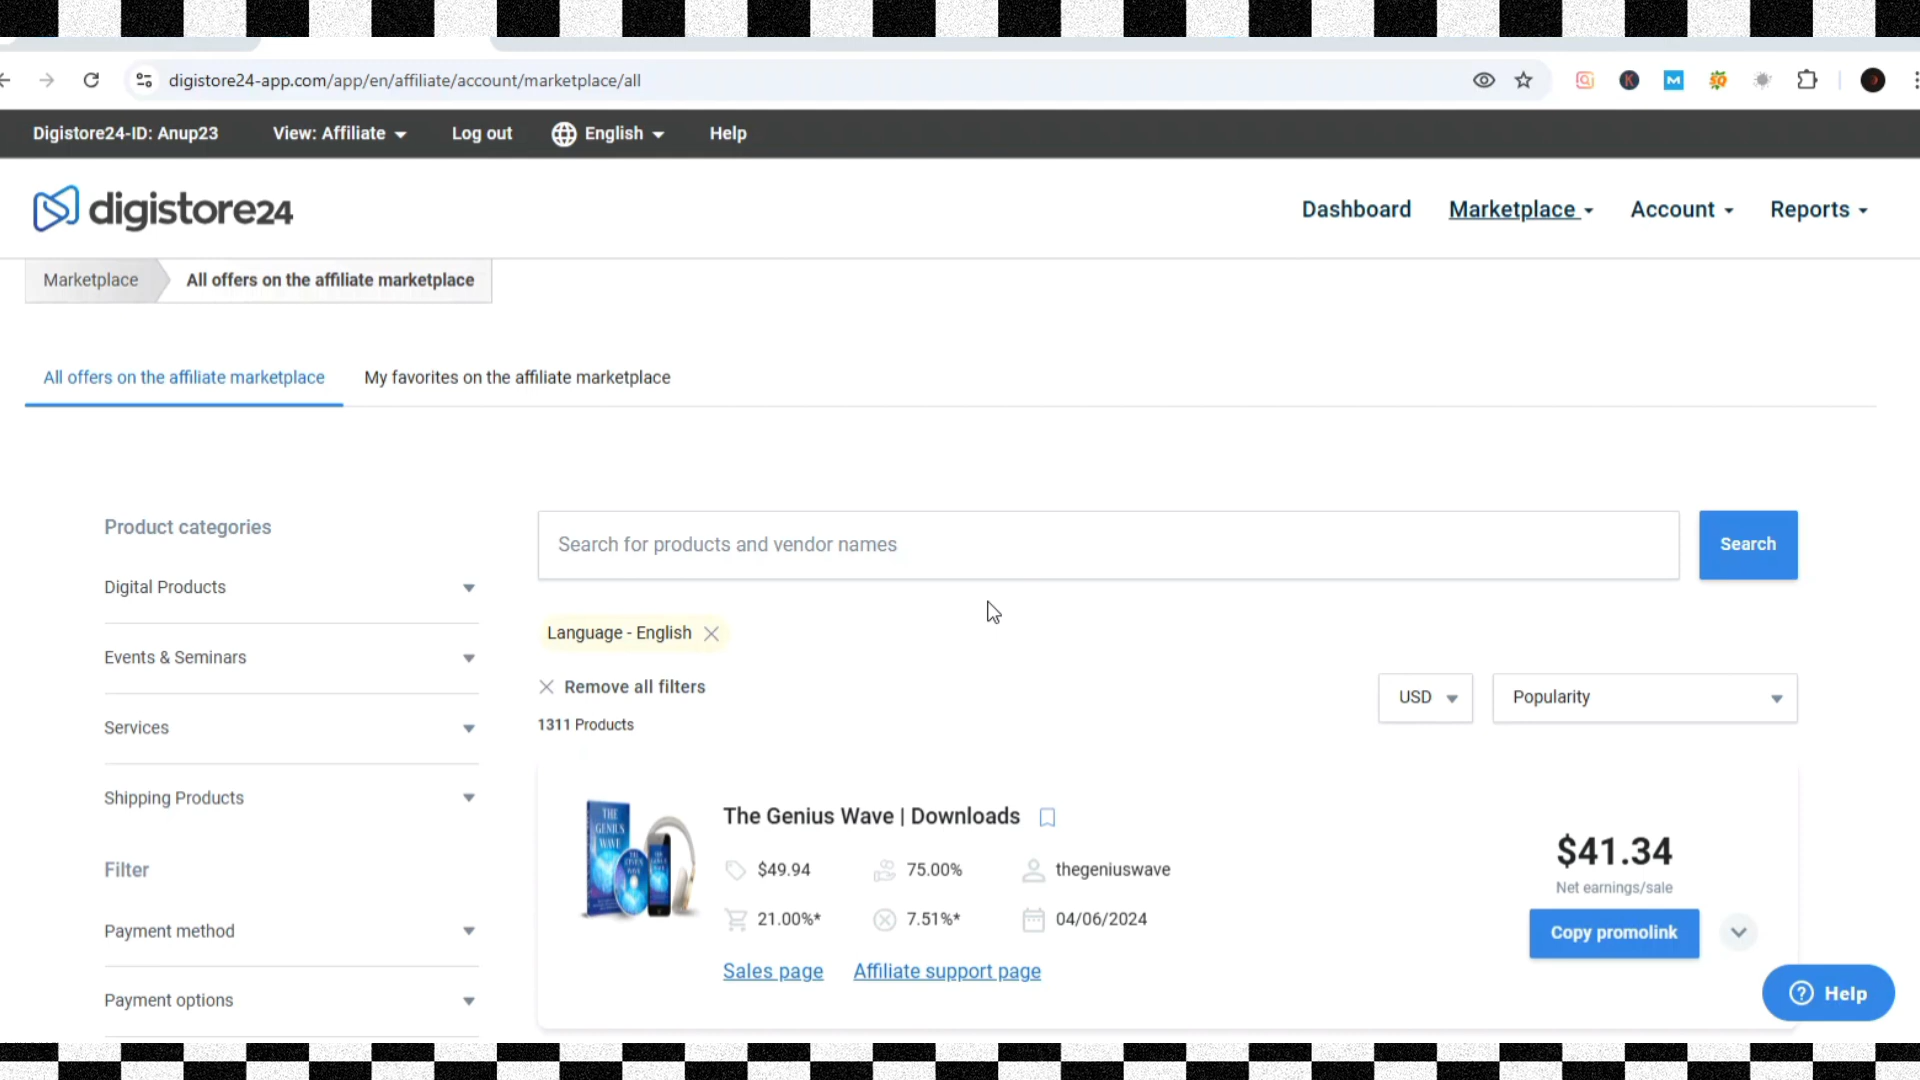 digistore24-app.com/app/en/affiliate/account/marketplace/all
Digistore24-ID: Anup23 View: Affiliate Log out English Help
digistore24
Dashboard Marketplace Account Reports
Marketplace All offers on the affiliate marketplace
All offers on the affiliate marketplace My favorites on the affiliate marketplace
Product categories
Digital Products
Events & Seminars
Services
Shipping Products
Filter
Payment method
Payment options
Search for products and vendor names Search
Language - English
Remove all filters
1311 Products
USD Popularity
THE GENIUS WAVE
The Genius Wave | Downloads
$49.94 75.00% thegeniuswave
21.00%* 7.51%* 04/06/2024
Sales page Affiliate support page
$41.34
Net earnings/sale
Copy promolink
Help